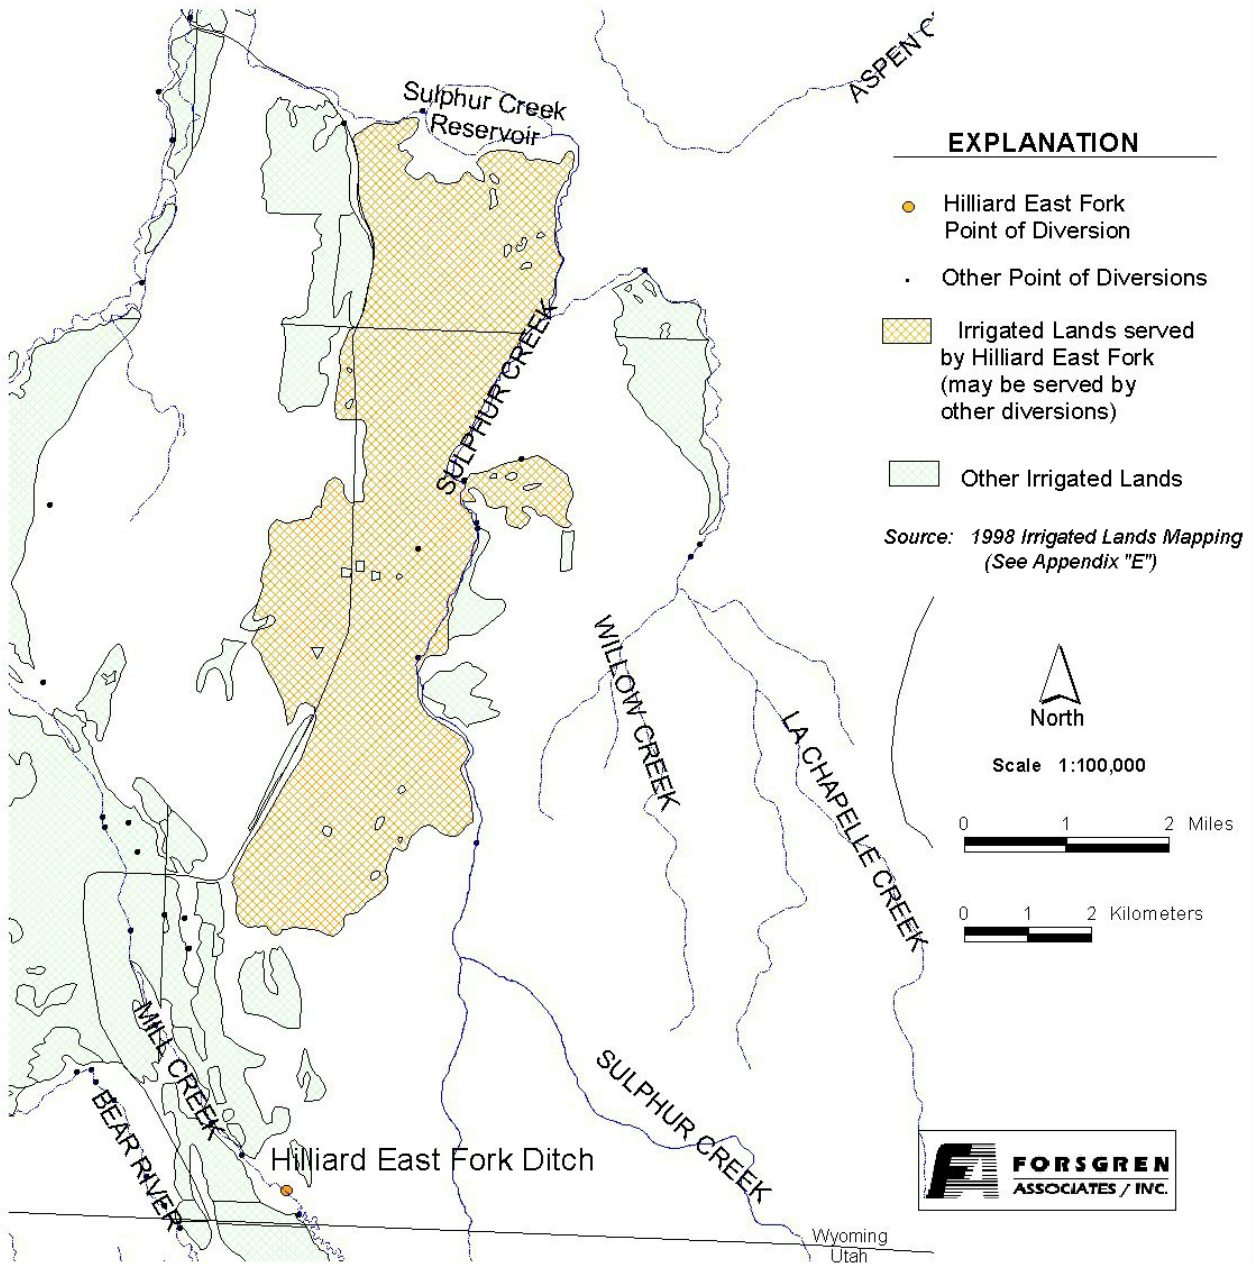 Sulphur Creek
Reservoir
ASPEN C
EXPLANATION
Hilliard East Fork
Point of Diversion
Other Point of Diversions
Irrigated Lands served
by Hilliard East Fork
(may be served by
other diversions)
Other Irrigated Lands
Source: 1998 Irrigated Lands Mapping
(See Appendix "E")
SULPHUR CREEK
WILLOW CREEK
LA CHAPELLE CREEK
North
Scale 1:100,000
0 1 2 Miles
0 1 2 Kilometers
MILL CREEK
BEAR RIVER
SULPHUR CREEK
Hilliard East Fork Ditch
FORSGREN
ASSOCIATES / INC.
Wyoming
Utah